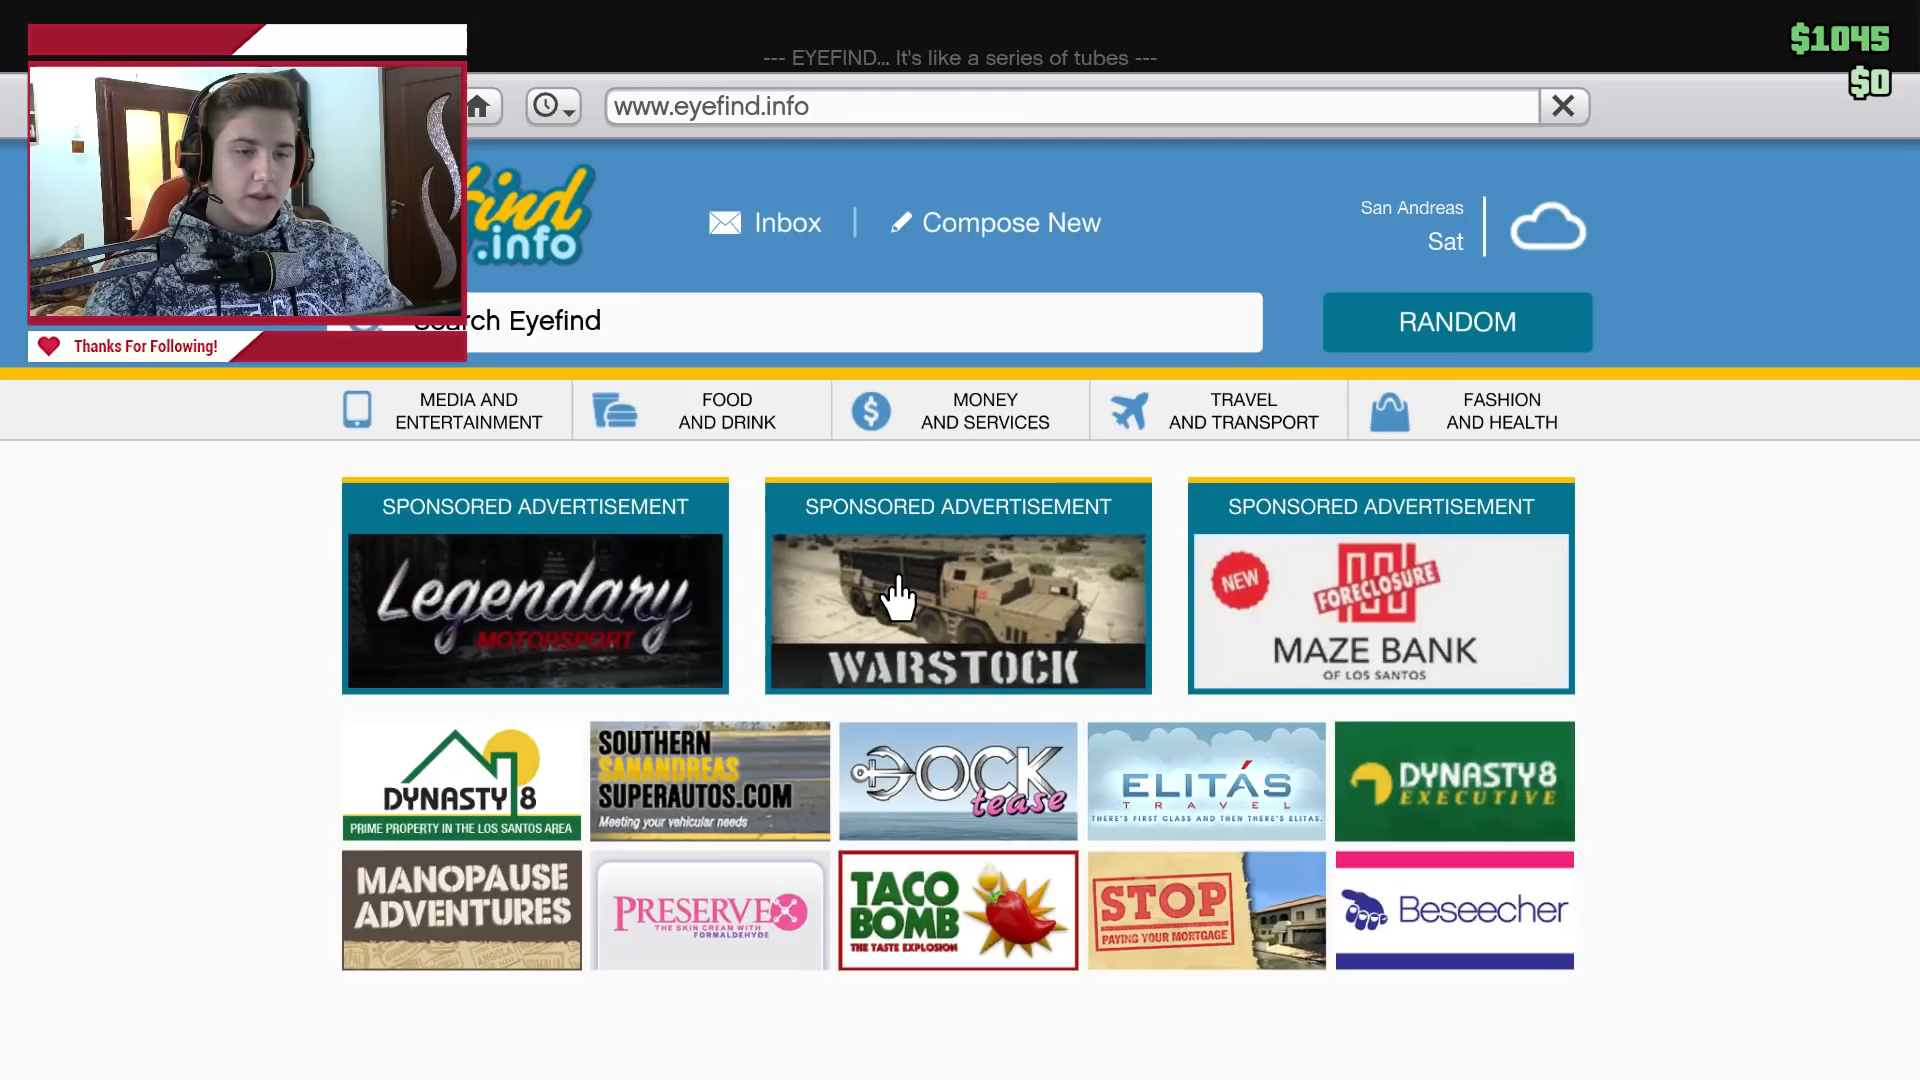 $1045
--- EYEFIND... It's like a series of tubes ---
$0
www.eyefind.info
find
.info
Inbox
Compose New
San Andreas
Sat
Search Eyefind
RANDOM
Thanks For Following!
MEDIA AND
ENTERTAINMENT
FOOD
AND DRINK
MONEY
AND SERVICES
TRAVEL
AND TRANSPORT
FASHION
AND HEALTH
SPONSORED ADVERTISEMENT
Legendary
MOTORSPORT
SPONSORED ADVERTISEMENT
WARSTOCK
SPONSORED ADVERTISEMENT
NEW
FORECLOSURE
MAZE BANK
OF LOS SANTOS
DYNASTY 8
PRIME PROPERTY IN THE LOS SANTOS AREA
SOUTHERN
SANANDREAS
SUPERAUTOS.COM
Meeting your vehicular needs
DOCK
tease
ELITÁS
TRAVEL
THERE'S FIRST CLASS AND THEN THERE'S ELITAS.
DYNASTY8
EXECUTIVE
MANOPAUSE
ADVENTURES
PRESERVEX
THE SKIN CREAM WITH
FORMALDEHYDE
TACO
BOMB
THE TASTE EXPLOSION
STOP
PAYING YOUR MORTGAGE
Beseecher